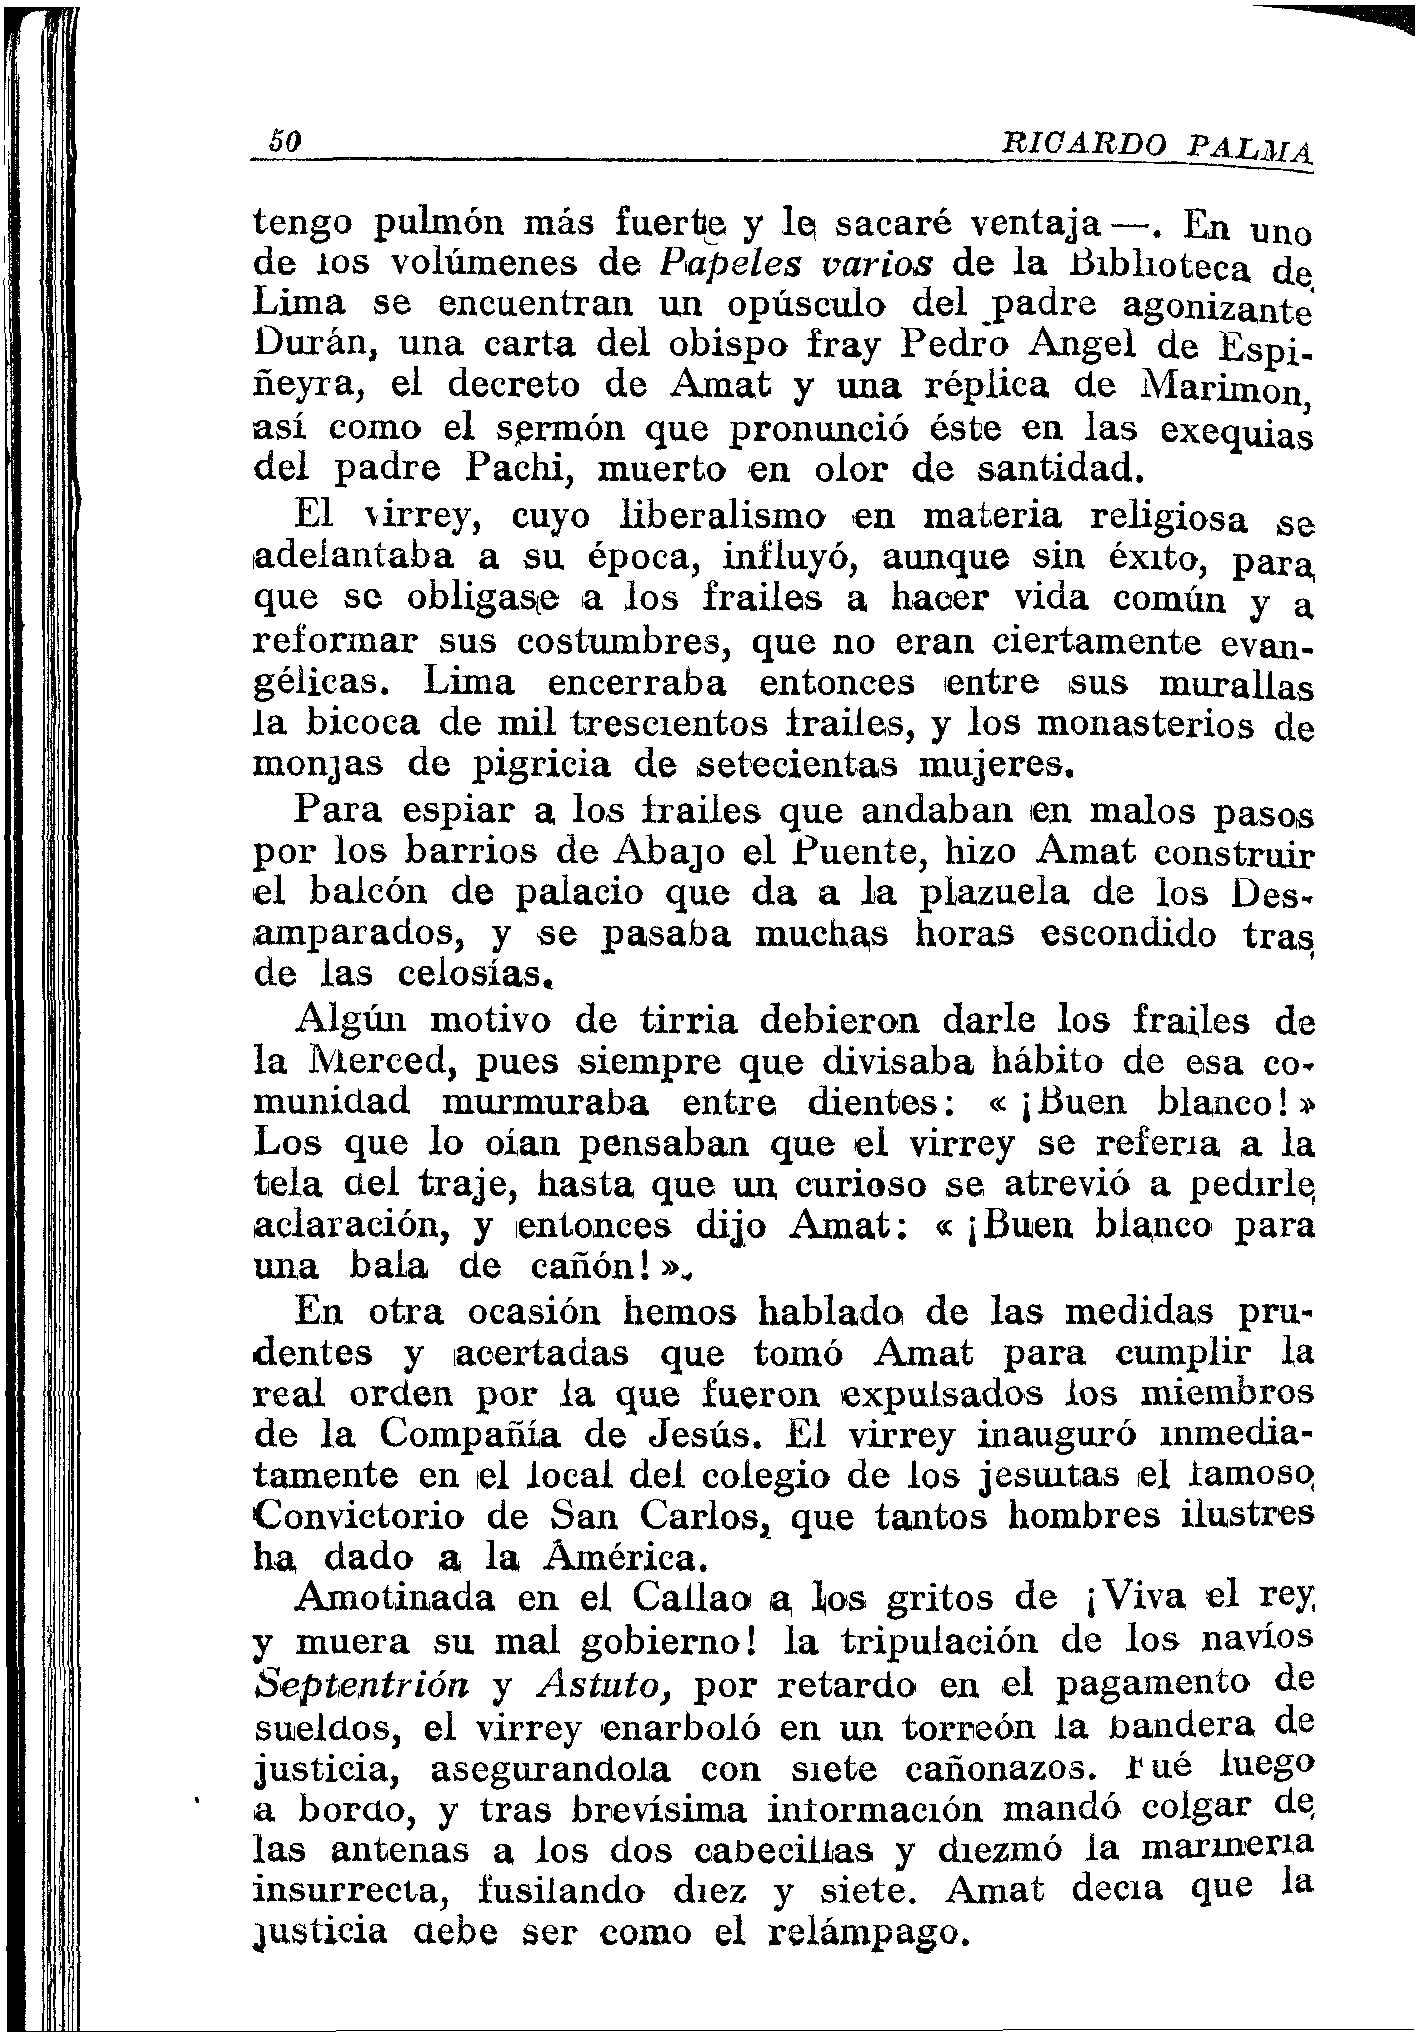 50 RICARDO PALMA
tengo pulmón más fuerte y le sacaré ventaja—. En uno
de los volúmenes de Papeles varios de la Biblioteca de
Lima se encuentran un opúsculo del padre agonizante
Durán, una carta del obispo fray Pedro Angel de Espi-
ñeyra, el decreto de Amat y una réplica de Marimon,
así como el sermón que pronunció éste en las exequias
del padre Pachi, muerto en olor de santidad.
El virrey, cuyo liberalismo en materia religiosa se
adelantaba a su época, influyó, aunque sin éxito, para
que se obligase a los frailes a hacer vida común y a
reformar sus costumbres, que no eran ciertamente evan-
gélicas. Lima encerraba entonces entre sus murallas
la bicoca de mil trescientos frailes, y los monasterios de
monjas de pigricia de setecientas mujeres.
Para espiar a los frailes que andaban en malos pasos
por los barrios de Abajo el Puente, hizo Amat construir
el balcón de palacio que da a la plazuela de los Des-
amparados, y se pasaba muchas horas escondido tras
de las celosías.
Algún motivo de tirria debieron darle los frailes de
la Merced, pues siempre que divisaba hábito de esa co-
munidad murmuraba entre dientes: «¡Buen blanco!»
Los que lo oían pensaban que el virrey se refería a la
tela del traje, hasta que un curioso se atrevió a pedirle
aclaración, y entonces dijo Amat: «¡Buen blanco para
una bala de cañón!».
En otra ocasión hemos hablado de las medidas pru-
dentes y acertadas que tomó Amat para cumplir la
real orden por la que fueron expulsados los miembros
de la Compañía de Jesús. El virrey inauguró inmedia-
tamente en el local del colegio de los jesuitas el famoso
Convictorio de San Carlos, que tantos hombres ilustres
ha dado a la América.
Amotinada en el Callao a los gritos de ¡Viva el rey
y muera su mal gobierno! la tripulación de los navíos
Septentrión y Astuto, por retardo en el pagamento de
sueldos, el virrey enarboló en un torreón la bandera de
justicia, asegurandola con siete cañonazos. Fué luego
a bordo, y tras brevísima información mandó colgar de
las antenas a los dos cabecillas y diezmó la marinería
insurrecta, fusilando diez y siete. Amat decía que la
justicia debe ser como el relámpago.